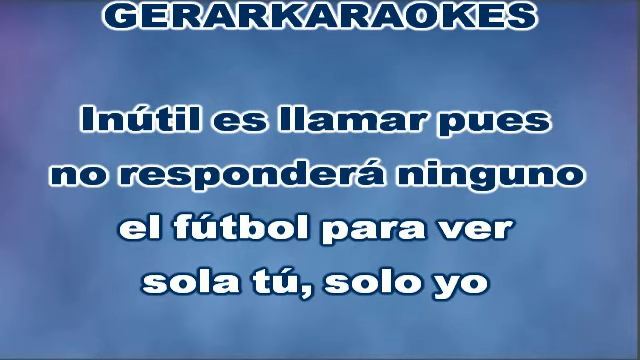 GERARKARAOKES
Inútil es llamar pues
no responderá ninguno
el fútbol para ver
sola tú, solo yo